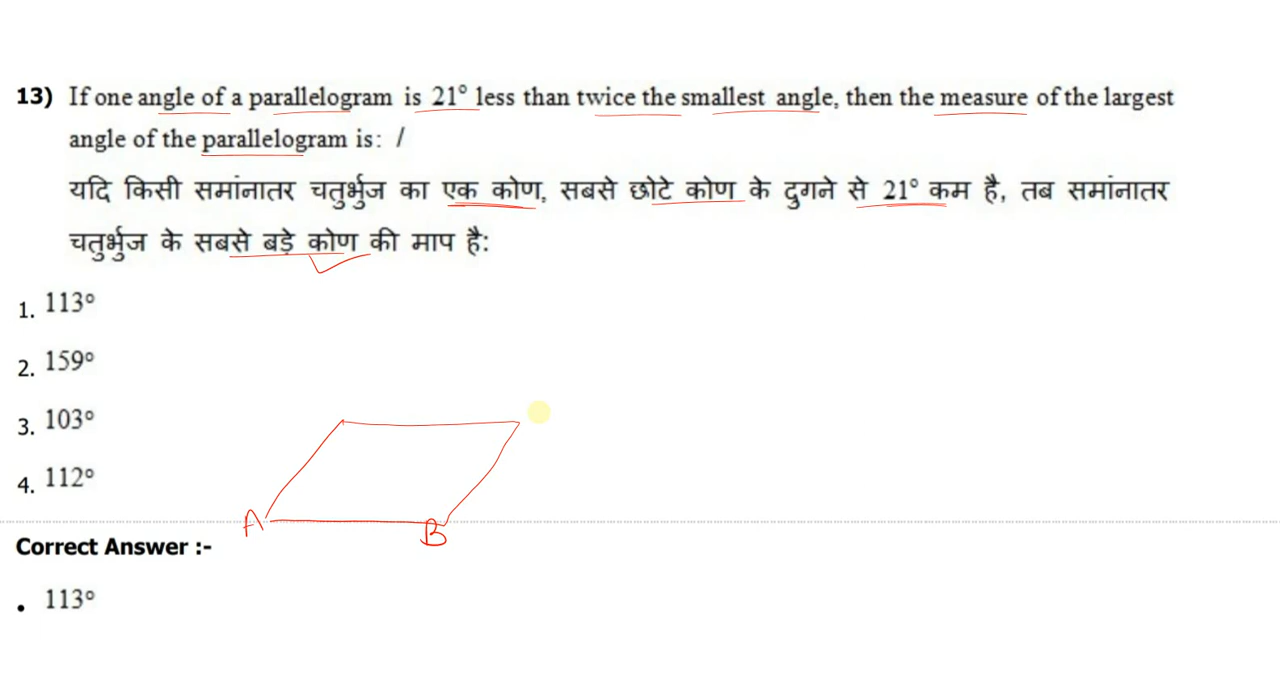 13) If one angle of a parallelogram is 21° less than twice the smallest angle, then the measure of the largest
angle of the parallelogram is: /
यदि किसी समांनातर चतुर्भुज का एक कोण, सबसे छोटे कोण के दुगने से 21° कम है, तब समांनातर
चतुर्भुज के सबसे बड़े कोण की माप है:
1. 113°
2. 159°
3. 103°
4. 112°
A B
Correct Answer :-
• 113°